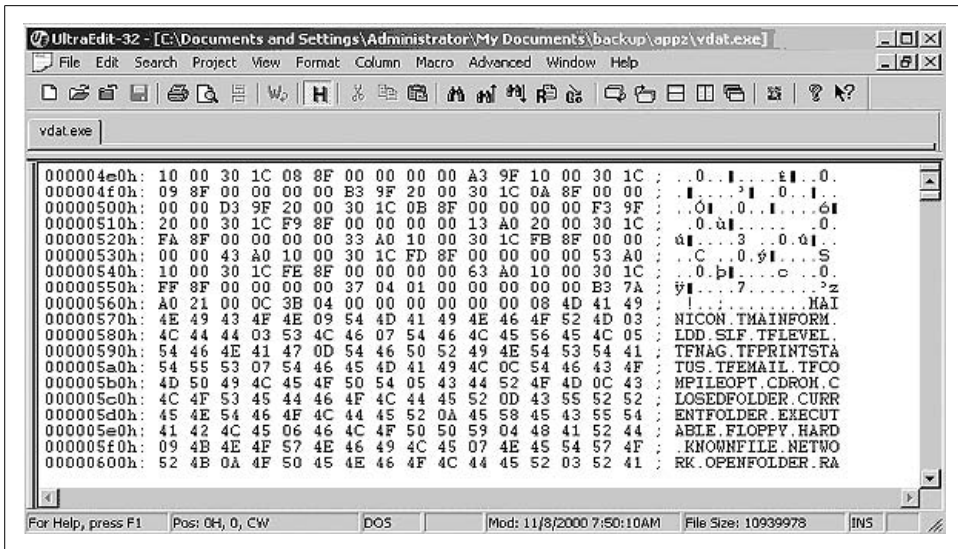 UltraEdit-32 - [C:\Documents and Settings\Administrator\My Documents\backup\appz\vdat.exe]
File Edit Search Project View Format Column Macro Advanced Window Help
vdat.exe
000004e0h: 10 00 30 1C 08 8F 00 00 00 00 A3 9F 10 00 30 1C ; ..0..▮....£▮..0.
000004f0h: 09 8F 00 00 00 00 B3 9F 20 00 30 1C 0A 8F 00 00 ;
00000500h: 00 00 D3 9F 20 00 30 1C 0B 8F 00 00 00 00 F3 9F ;
00000510h: 20 00 30 1C F9 8F 00 00 00 00 13 A0 20 00 30 1C ;
00000520h: FA 8F 00 00 00 00 33 A0 10 00 30 1C FB 8F 00 00 ;
00000530h: 00 00 43 A0 10 00 30 1C FD 8F 00 00 00 00 53 A0 ;
00000540h: 10 00 30 1C FE 8F 00 00 00 00 63 A0 10 00 30 1C ;
00000550h: FF 8F 00 00 00 00 37 04 01 00 00 00 00 00 B3 7A ;
00000560h: A0 21 00 0C 3B 04 00 00 00 00 00 00 08 4D 41 49 ; !..;........MAI
00000570h: 4E 49 43 4F 4E 09 54 4D 41 49 4E 46 4F 52 4D 03 ; NICON.TMAINFORM.
00000580h: 4C 44 44 03 53 4C 46 07 54 46 4C 45 56 45 4C 05 ; LDD.SLF.TFLEVEL.
00000590h: 54 46 4E 41 47 0D 54 46 50 52 49 4E 54 53 54 41 ; TFNAG.TFPRINTSTA
000005a0h: 54 55 53 07 54 46 45 4D 41 49 4C 0C 54 46 43 4F ; TUS.TFEMAIL.TFCO
000005b0h: 4D 50 49 4C 45 4F 50 54 05 43 44 52 4F 4D 0C 43 ; MPILEOPT.CDROM.C
000005c0h: 4C 4F 53 45 44 46 4F 4C 44 45 52 0D 43 55 52 52 ; LOSEDFOLDER.CURR
000005d0h: 45 4E 54 46 4F 4C 44 45 52 0A 45 58 45 43 55 54 ; ENTFOLDER.EXECUT
000005e0h: 41 42 4C 45 06 46 4C 4F 50 50 59 04 48 41 52 44 ; ABLE.FLOPPY.HARD
000005f0h: 09 4B 4E 4F 57 4E 46 49 4C 45 07 4E 45 54 57 4F ; .KNOWNFILE.NETWO
00000600h: 52 4B 0A 4F 50 45 4E 46 4F 4C 44 45 52 03 52 41 ; RK.OPENFOLDER.RA
For Help, press F1 Pos: 0H, 0, CW DOS Mod: 11/8/2000 7:50:10AM File Size: 10939978 INS